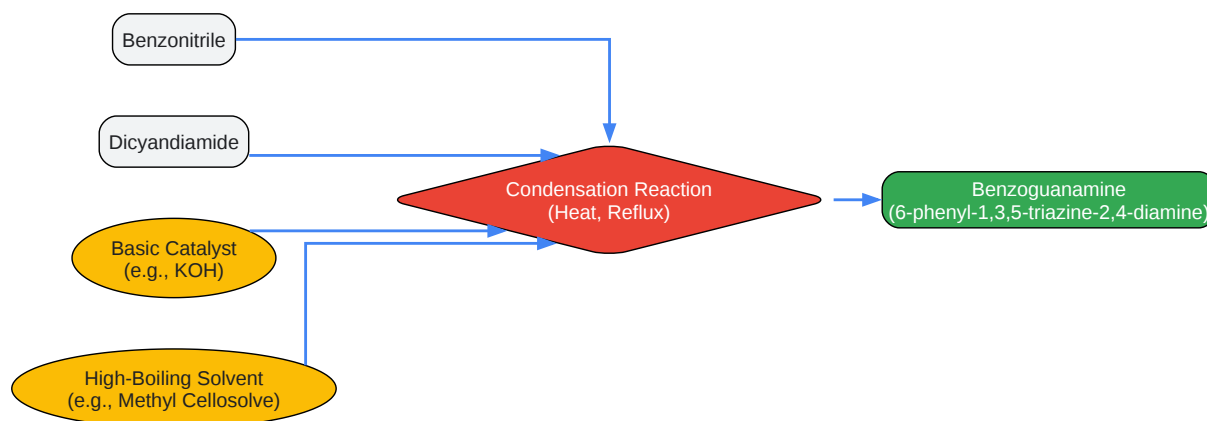 Benzonitrile
Dicyandiamide
Condensation Reaction
(Heat, Reflux)
Benzoguanamine
(6-phenyl-1,3,5-triazine-2,4-diamine)
Basic Catalyst
(e.g., KOH)
High-Boiling Solvent
(e.g., Methyl Cellosolve)